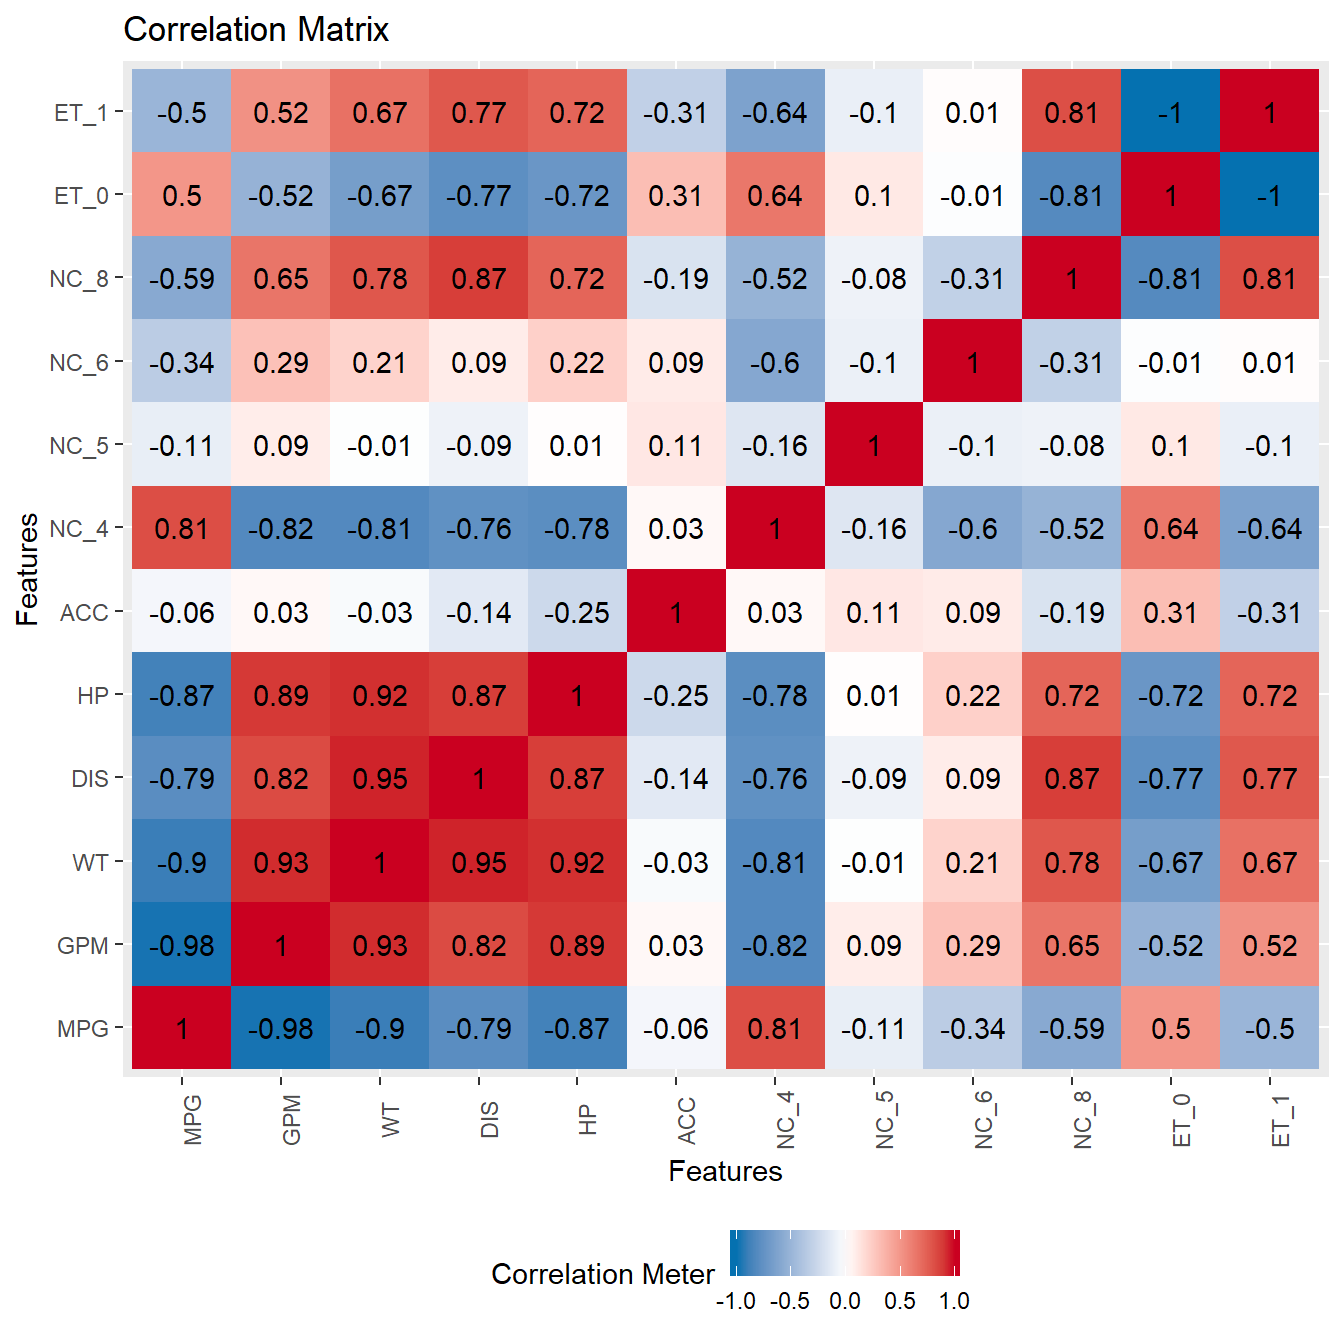 Correlation Matrix
ET_1 -0.5 0.52 0.67 0.77 0.72 -0.31 -0.64 -0.1 0.01 0.81 -1 1
ET_0 0.5 -0.52 -0.67 -0.77 -0.72 0.31 0.64 0.1 -0.01 -0.81 1 -1
NC_8 -0.59 0.65 0.78 0.87 0.72 -0.19 -0.52 -0.08 -0.31 1 -0.81 0.81
NC_6 -0.34 0.29 0.21 0.09 0.22 0.09 -0.6 -0.1 1 -0.31 -0.01 0.01
NC_5 -0.11 0.09 -0.01 -0.09 0.01 0.11 -0.16 1 -0.1 -0.08 0.1 -0.1
NC_4 0.81 -0.82 -0.81 -0.76 -0.78 0.03 1 -0.16 -0.6 -0.52 0.64 -0.64
Features
ACC -0.06 0.03 -0.03 -0.14 -0.25 1 0.03 0.11 0.09 -0.19 0.31 -0.31
HP -0.87 0.89 0.92 0.87 1 -0.25 -0.78 0.01 0.22 0.72 -0.72 0.72
DIS -0.79 0.82 0.95 1 0.87 -0.14 -0.76 -0.09 0.09 0.87 -0.77 0.77
WT -0.9 0.93 1 0.95 0.92 -0.03 -0.81 -0.01 0.21 0.78 -0.67 0.67
GPM -0.98 1 0.93 0.82 0.89 0.03 -0.82 0.09 0.29 0.65 -0.52 0.52
MPG 1 -0.98 -0.9 -0.79 -0.87 -0.06 0.81 -0.11 -0.34 -0.59 0.5 -0.5
MPG GPM WT DIS HP ACC NC_4 NC_5 NC_6 NC_8 ET_0 ET_1
Features
Correlation Meter
-1.0 -0.5 0.0 0.5 1.0